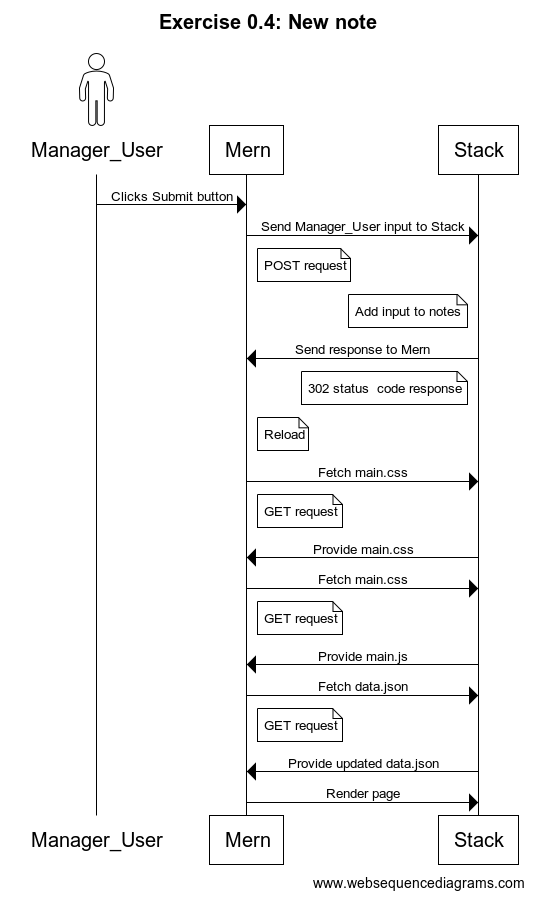 Exercise 0.4: New note
Manager_User
Mern
Stack
Clicks Submit button
Send Manager_User input to Stack
POST request
Add input to notes
Send response to Mern
302 status  code response
Reload
Fetch main.css
GET request
Provide main.css
Fetch main.css
GET request
Provide main.js
Fetch data.json
GET request
Provide updated data.json
Render page
Manager_User
Mern
Stack
www.websequencediagrams.com